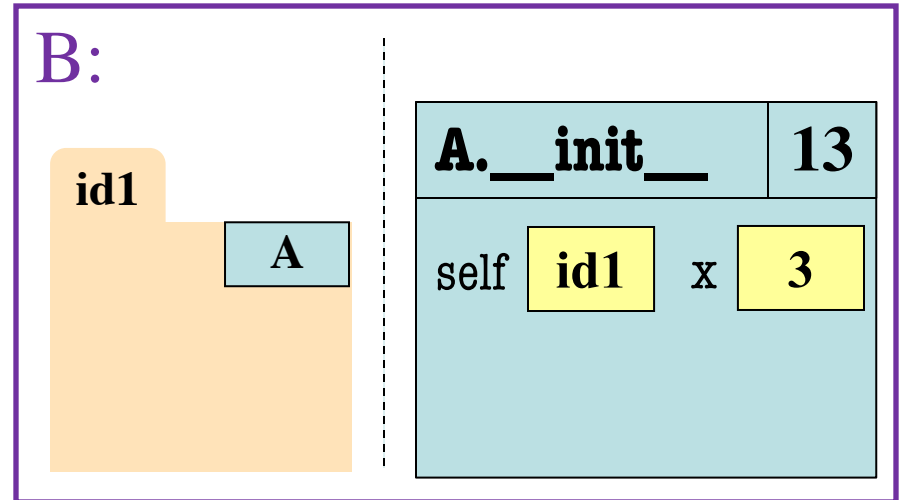 B:
id1
A
A.__init__ 13
self id1 x 3